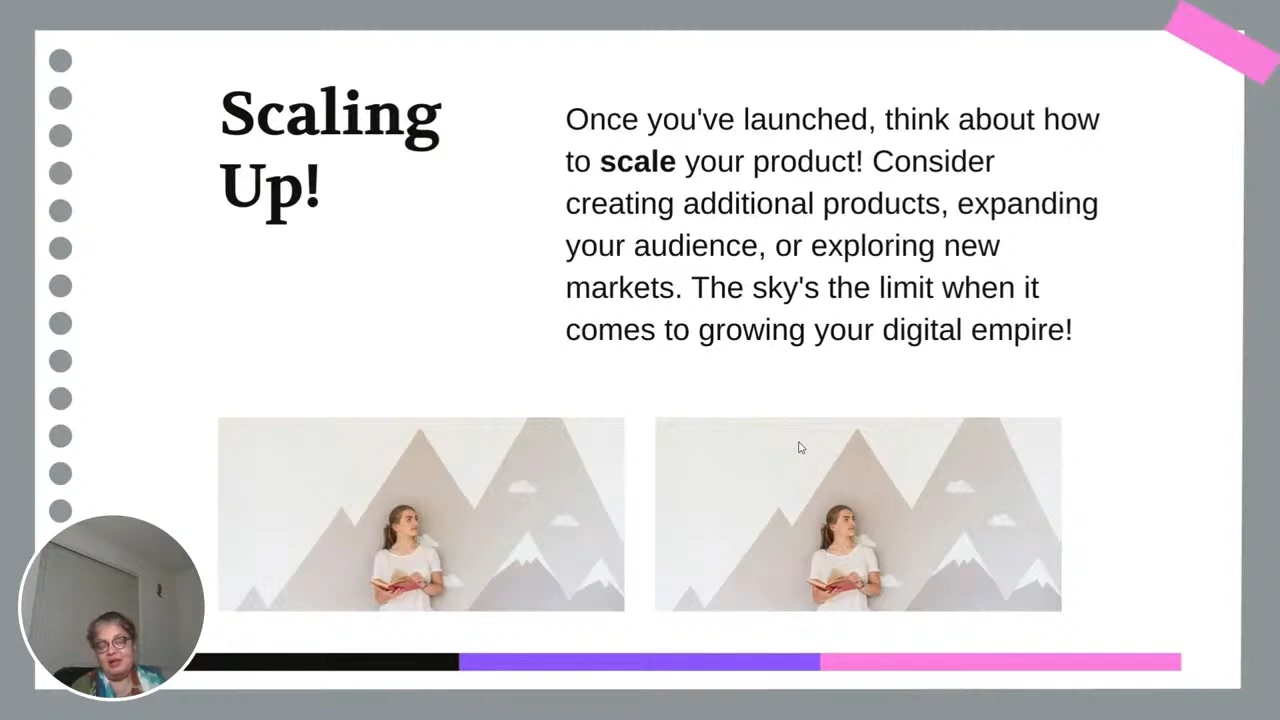 Scaling
Up!
Once you've launched, think about how
to scale your product! Consider
creating additional products, expanding
your audience, or exploring new
markets. The sky's the limit when it
comes to growing your digital empire!